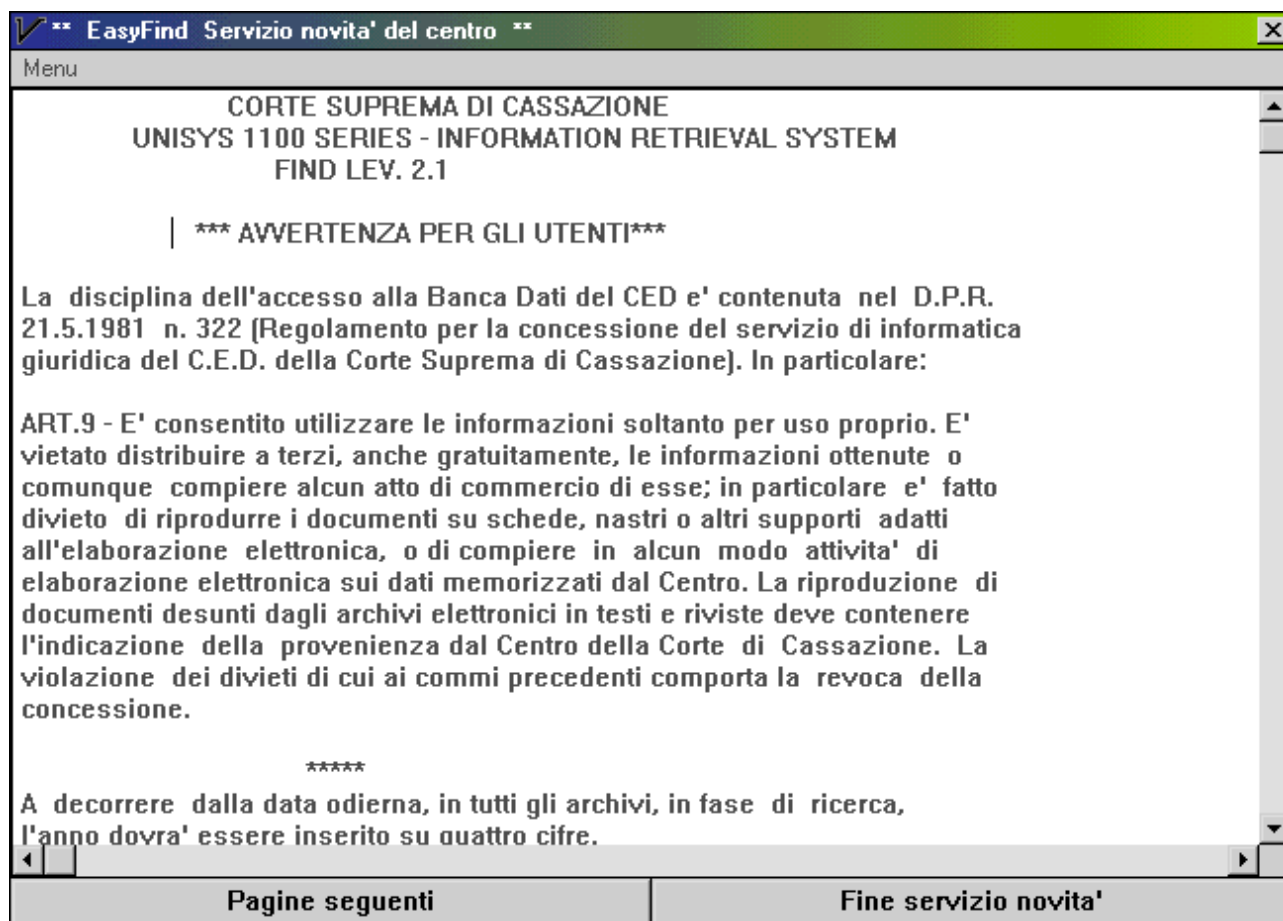 ** EasyFind Servizio novita' del centro **
Menu
CORTE SUPREMA DI CASSAZIONE
UNISYS 1100 SERIES - INFORMATION RETRIEVAL SYSTEM
FIND LEV. 2.1
*** AVVERTENZA PER GLI UTENTI***
La disciplina dell'accesso alla Banca Dati del CED e' contenuta nel D.P.R.
21.5.1981 n. 322 (Regolamento per la concessione del servizio di informatica
giuridica del C.E.D. della Corte Suprema di Cassazione). In particolare:
ART.9 - E' consentito utilizzare le informazioni soltanto per uso proprio. E'
vietato distribuire a terzi, anche gratuitamente, le informazioni ottenute o
comunque compiere alcun atto di commercio di esse; in particolare e' fatto
divieto di riprodurre i documenti su schede, nastri o altri supporti adatti
all'elaborazione elettronica, o di compiere in alcun modo attivita' di
elaborazione elettronica sui dati memorizzati dal Centro. La riproduzione di
documenti desunti dagli archivi elettronici in testi e riviste deve contenere
l'indicazione della provenienza dal Centro della Corte di Cassazione. La
violazione dei divieti di cui ai commi precedenti comporta la revoca della
concessione.
*****
A decorrere dalla data odierna, in tutti gli archivi, in fase di ricerca,
l'anno dovra' essere inserito su quattro cifre.
Pagine seguenti
Fine servizio novita'